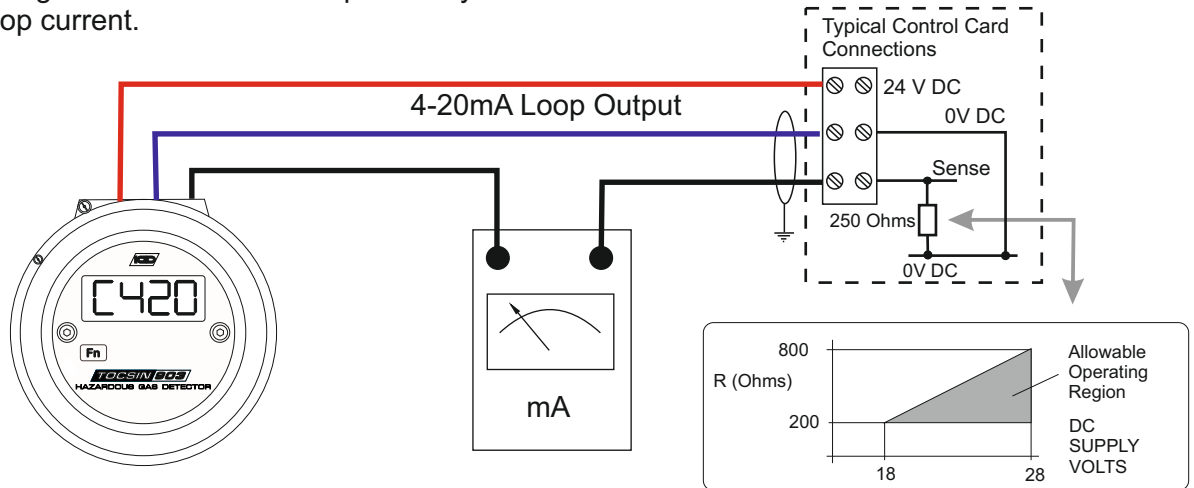 op current.
Typical Control Card
Connections
24 V DC
4-20mA Loop Output
0V DC
Sense
250 Ohms
0V DC
C420
Fn
TOCSIN 903
HAZARDOUS GAS DETECTOR
mA
800
R (Ohms)
200
18
28
Allowable
Operating
Region
DC
SUPPLY
VOLTS